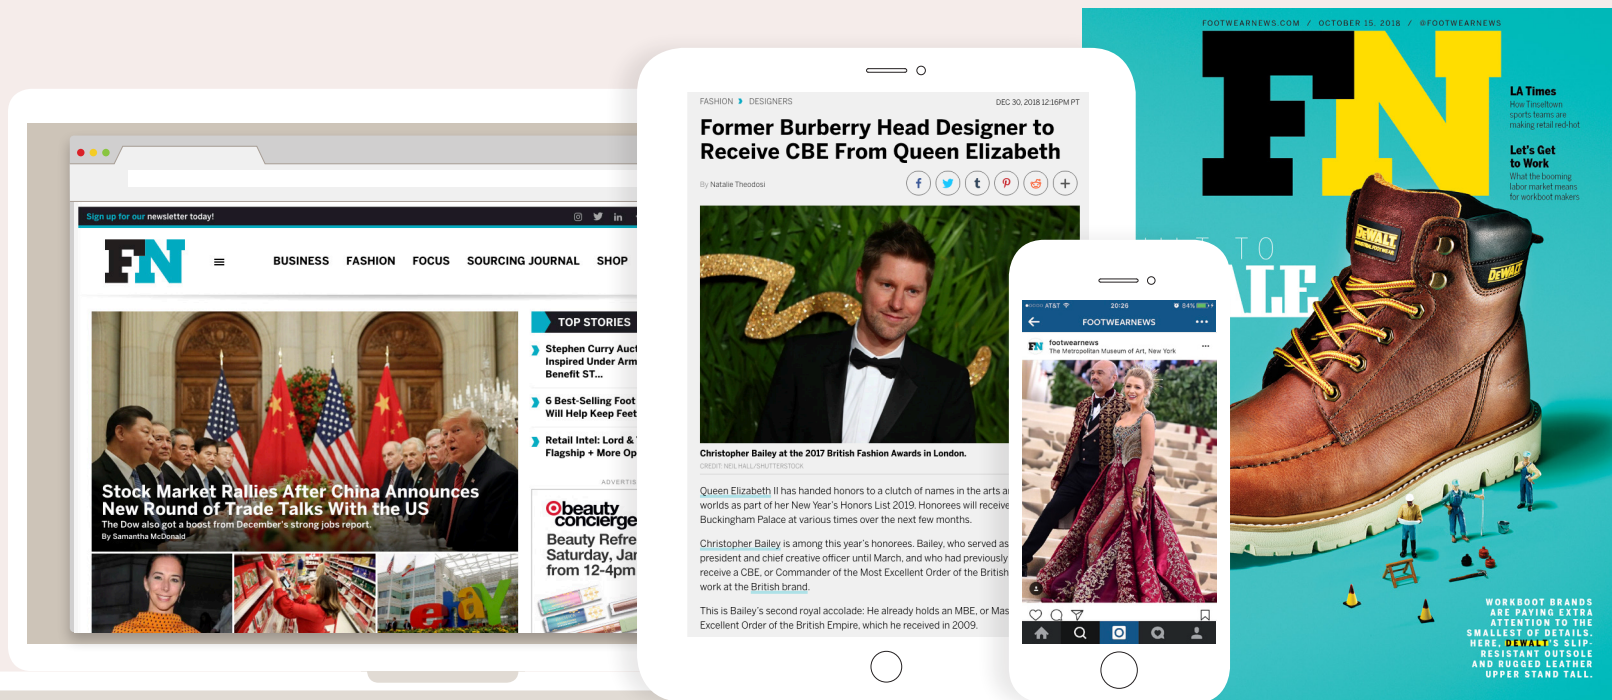 Sign up for our newsletter today!
FN
BUSINESS FASHION FOCUS SOURCING JOURNAL SHOP
Stock Market Rallies After China Announces
New Round of Trade Talks With the US
The Dow also got a boost from December's strong jobs report.
By Samantha McDonald
ebay
TOP STORIES
Stephen Curry
Inspired Under
Benefit ST...
6 Best-Selling Foot
Will Help Keep Feet
Retail Intel: Lord &
Flagship + More
beauty
concierge
Beauty
Saturday,
from 12-4pm
FASHION DESIGNERS
DEC 30, 2018 12:16PM PT
Former Burberry Head Designer to
Receive CBE From Queen Elizabeth
By Natalie Theodosi
Christopher Bailey at the 2017 British Fashion Awards in London.
CREDIT: NEIL HALL/SHUTTERSTOCK
Queen Elizabeth II has handed honors to a clutch of names in the arts
worlds as part of her New Year's Honors List 2019. Honorees will receive
Buckingham Palace at various times over the next few months.
Christopher Bailey is among this year's honorees. Bailey, who served as
president and chief creative officer until March, and who had previously
receive a CBE, or Commander of the Most Excellent Order of the British
work at the British brand.
This is Bailey's second royal accolade: He already holds an MBE, or
Excellent Order of the British Empire, which he received in 2009.
AT&T 20:26 84%
FOOTWEARNEWS
FN
footwearnews
The Metropolitan Museum of Art, New York
FOOTWEARNEWS.COM / OCTOBER 15, 2018 / @FOOTWEARNEWS
FN
LA Times
How Tinseltown
sports teams are
making retail red-hot
Let's Get
to Work
What the booming
labor market means
for workboot makers
TO
DEWALT
INDUSTRIAL FOOTWEAR
DEWALT
WORKBOOT BRANDS
ARE PAYING EXTRA
ATTENTION TO THE
SMALLEST OF DETAILS.
HERE, DEWALT'S SLIP-
RESISTANT OUTSOLE
AND RUGGED LEATHER
UPPER STAND TALL.